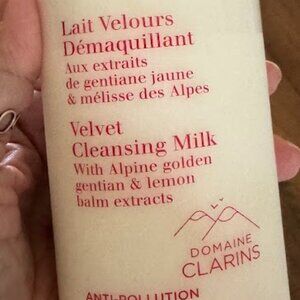 Lait Velours
Démaquillant
Aux extraits
de gentiane jaune
& mélisse des Alpes
Velvet
Cleansing Milk
With Alpine golden
gentian & lemon
balm extracts
DOMAINE
CLARINS
ANTI-POLLUTION